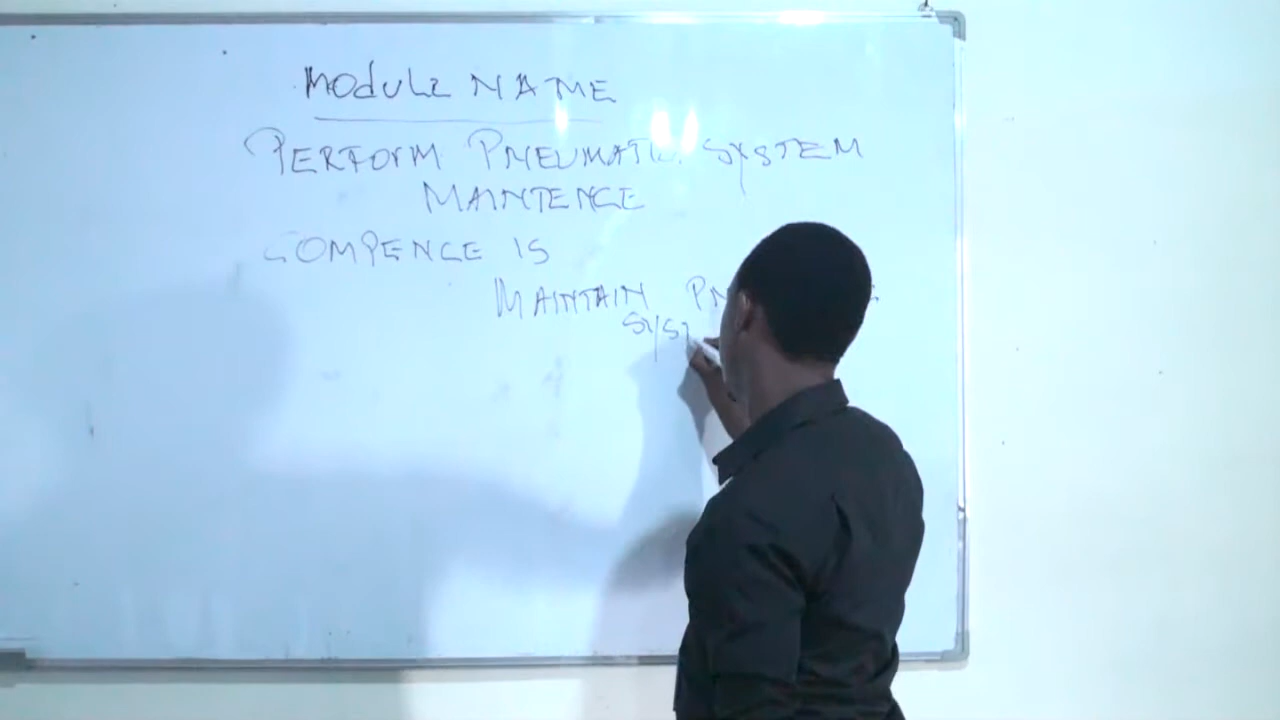 MODULE NAME
PERFORM PNEUMATIC SYSTEM
MAINTENCE
COMPENCE IS
MAINTAIN